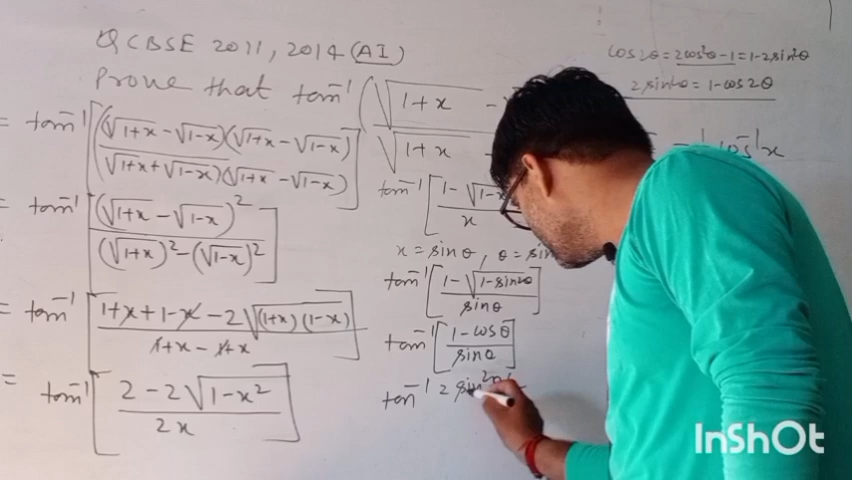 Q CBSE 2011, 2014 (AI)
cos2θ = 2cos²θ-1 = 1-2sin²θ
2sin²θ = 1-cos2θ
Prove that tan⁻¹ (√1+x -
√1+x
cos⁻¹x
= tan⁻¹ [(√1+x - √1-x)(√1+x - √1-x) / (√1+x + √1-x)(√1+x - √1-x)]
= tan⁻¹ [(√1+x - √1-x)² / (√1+x)² - (√1-x)²]
= tan⁻¹ [1+x+1-x-2√(1+x)(1-x) / 1+x-1+x]
= tan⁻¹ [2-2√1-x² / 2x]
tan⁻¹ [1-√1-x / x
x = sinθ, θ = sin
tan⁻¹ [1-√1-sin²θ / sinθ]
tan⁻¹ [1-cosθ / sinθ]
tan⁻¹ 2 sin²
InShOt